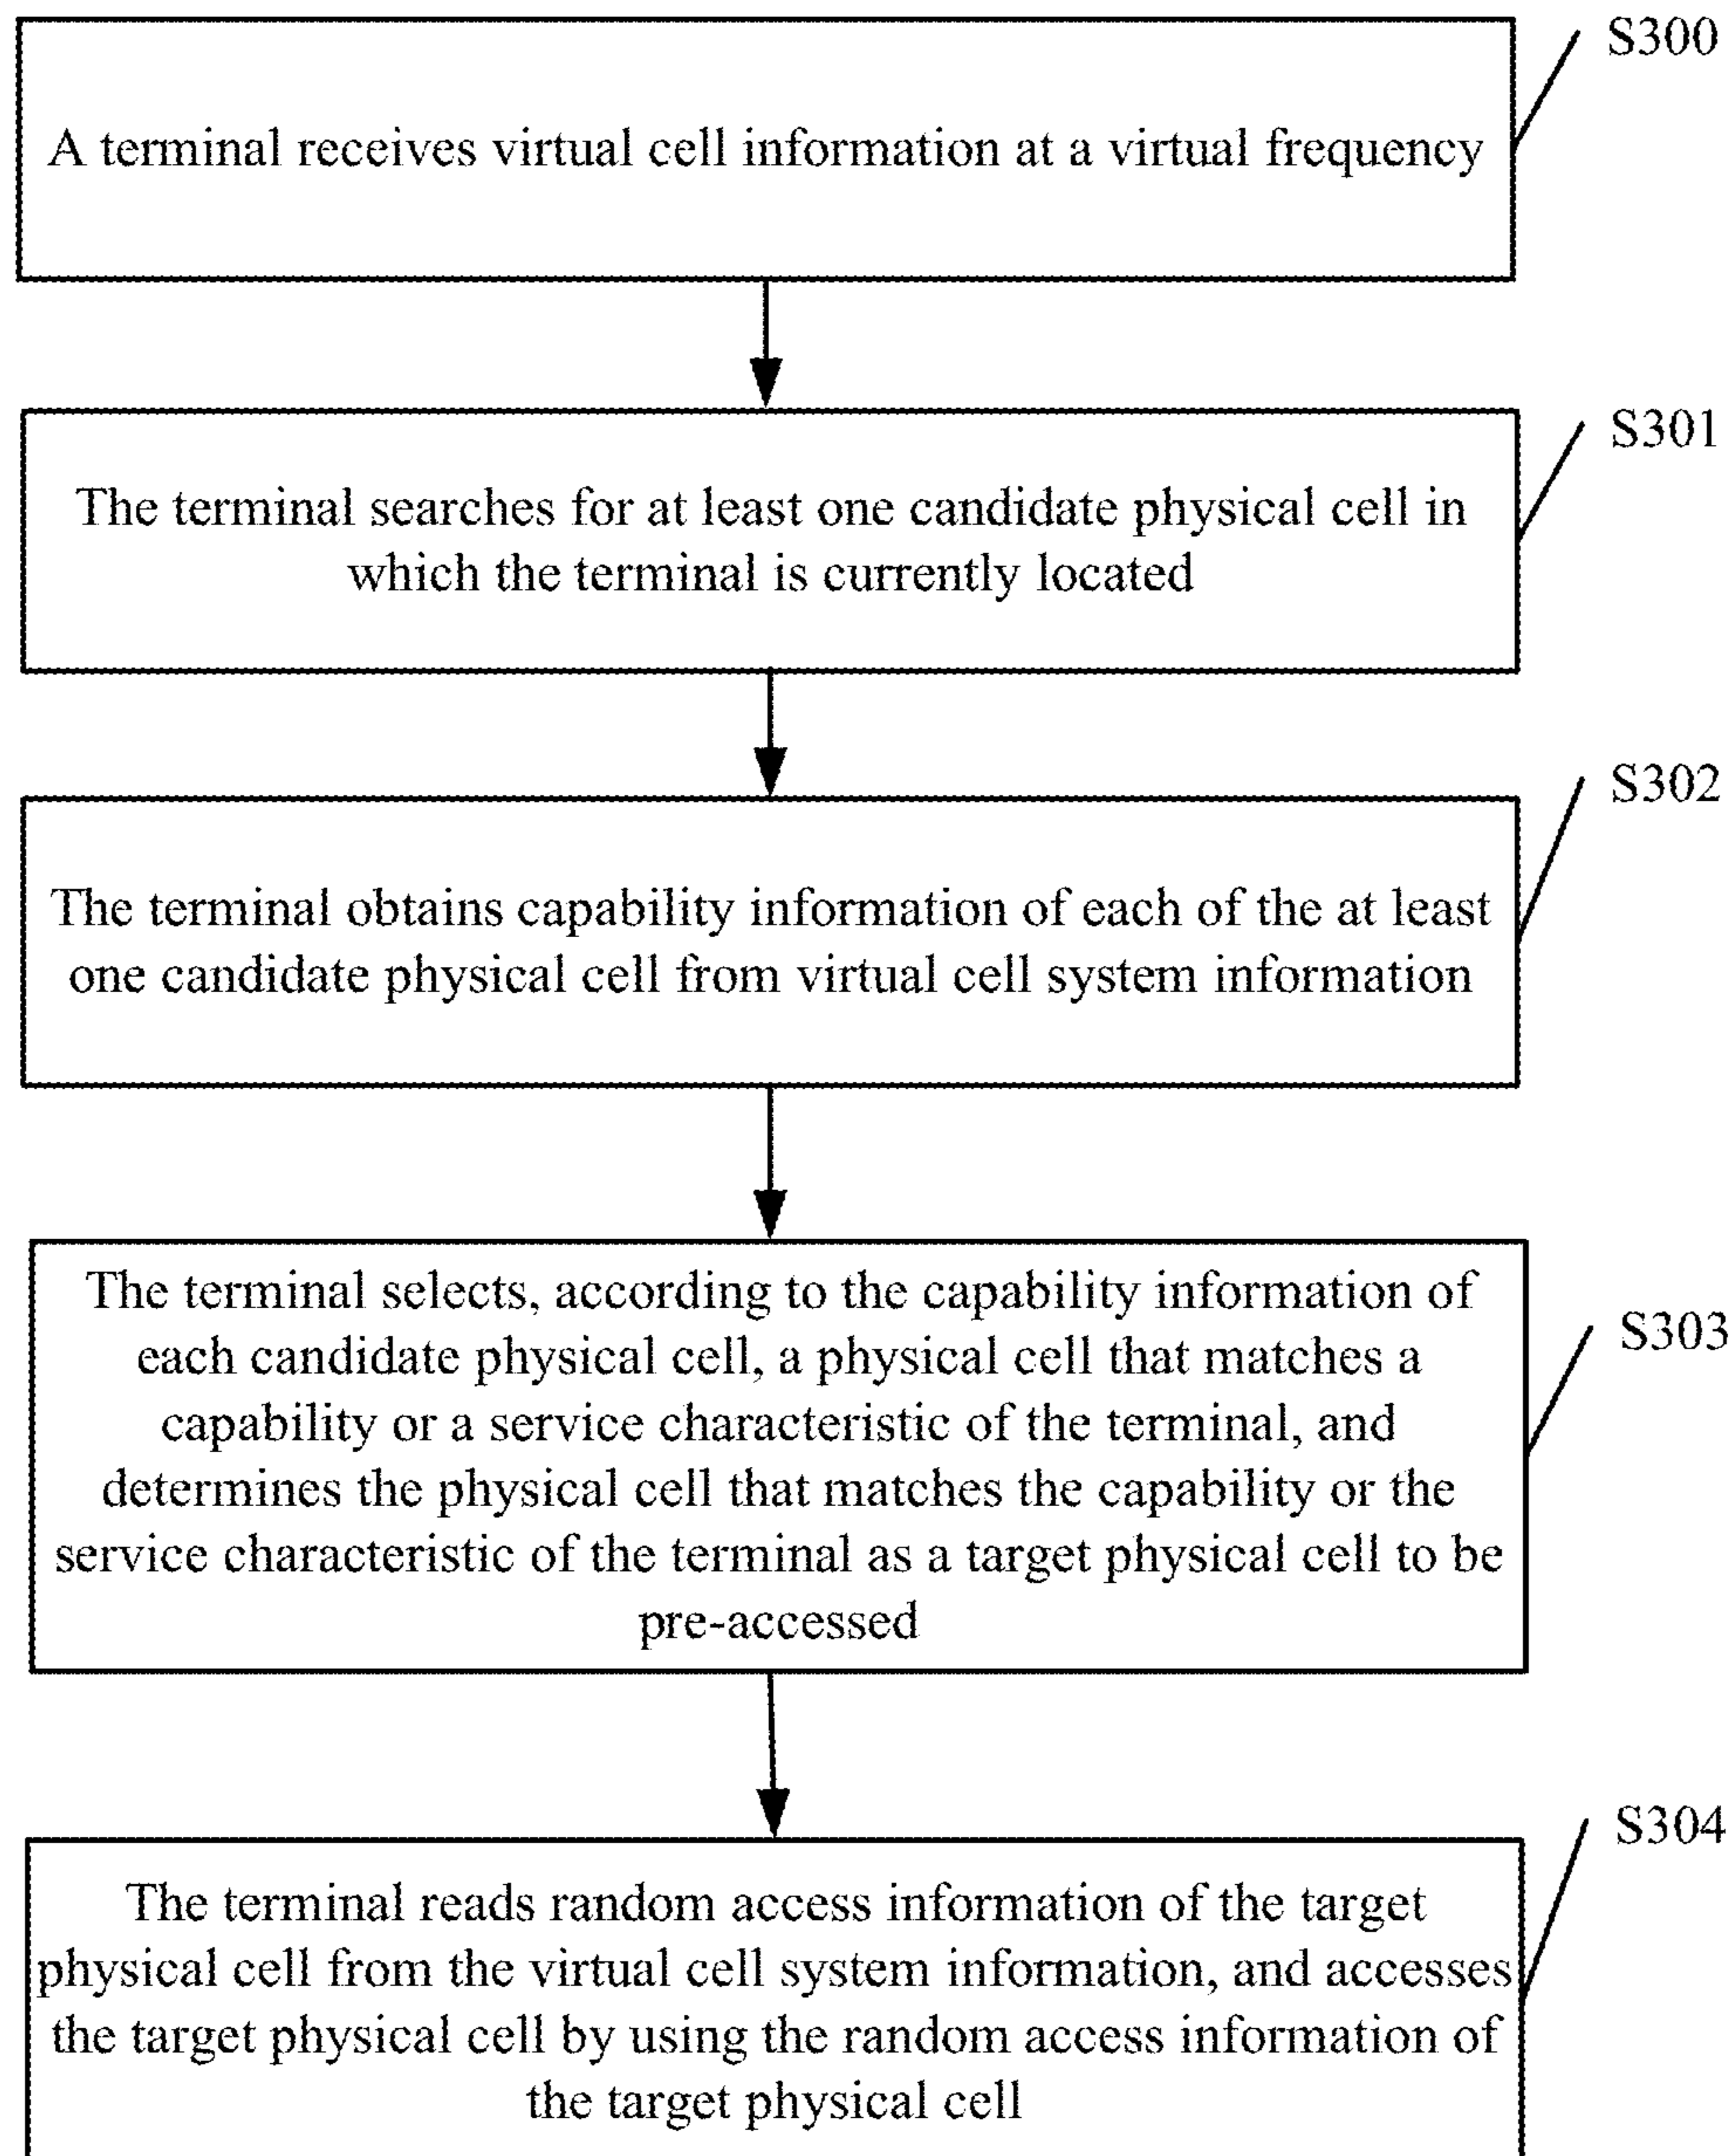 S300
A terminal receives virtual cell information at a virtual frequency
S301
The terminal searches for at least one candidate physical cell in
which the terminal is currently located
S302
The terminal obtains capability information of each of the at least
one candidate physical cell from virtual cell system information
S303
The terminal selects, according to the capability information of
each candidate physical cell, a physical cell that matches a
capability or a service characteristic of the terminal, and
determines the physical cell that matches the capability or the
service characteristic of the terminal as a target physical cell to be
pre-accessed
S304
The terminal reads random access information of the target
physical cell from the virtual cell system information, and accesses
the target physical cell by using the random access information of
the target physical cell